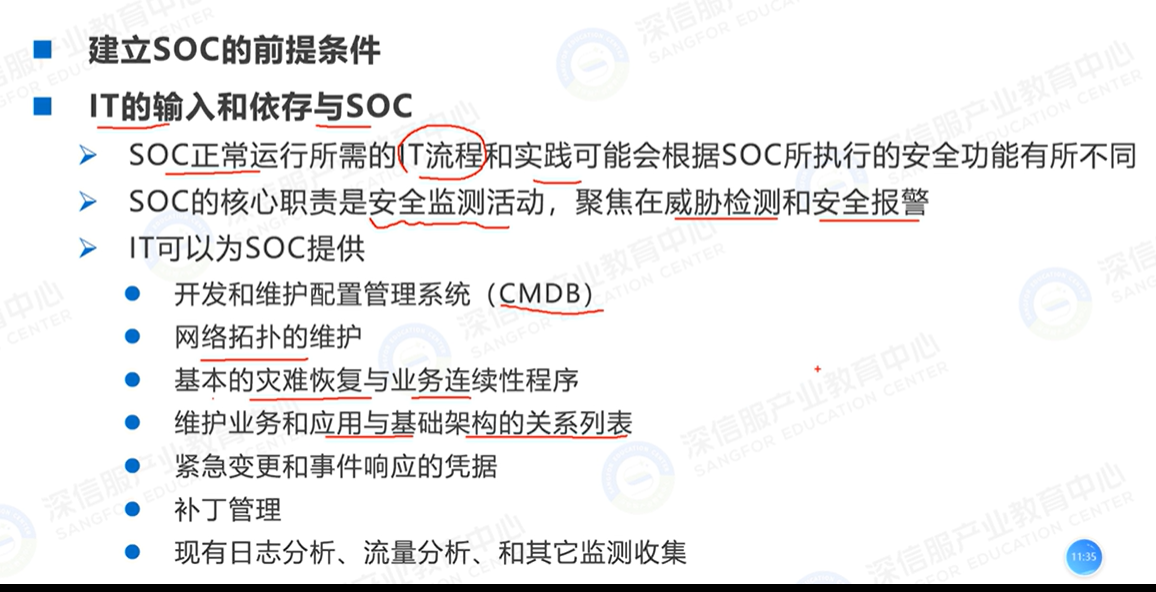 建立SOC的前提条件
IT的输入和依存与SOC
SOC正常运行所需的IT流程和实践可能会根据SOC所执行的安全功能有所不同
SOC的核心职责是安全监测活动，聚焦在威胁检测和安全报警
IT可以为SOC提供
开发和维护配置管理系统（CMDB）
网络拓扑的维护
基本的灾难恢复与业务连续性程序
维护业务和应用与基础架构的关系列表
紧急变更和事件响应的凭据
补丁管理
现有日志分析、流量分析、和其它监测收集
11:35
深信服产业教育中心
SANGFOR EDUCATION CENTER